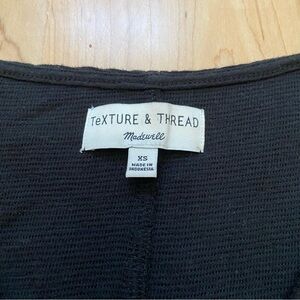 TeXTURE & THREAD
Madewell
XS
MADE IN
INDONESIA